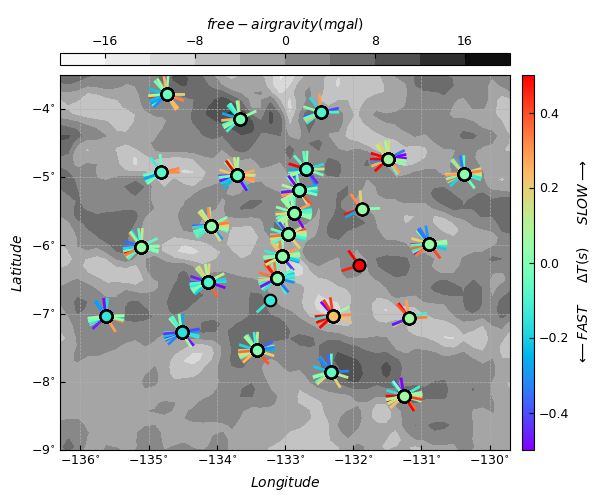 free−airgravity(mgal)
−16 −8 0 8 16
−4°
−5°
−6°
−7°
−8°
−9°
Latitude
−136° −135° −134° −133° −132° −131° −130°
Longitude
0.4
0.2
0.0
−0.2
−0.4
⟵ FAST ΔT(s) SLOW ⟶